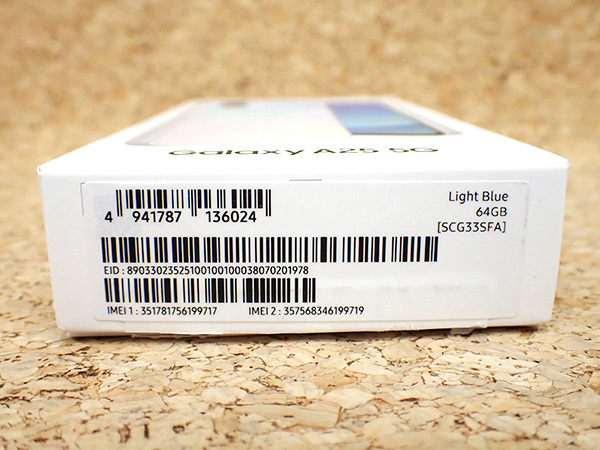 Galaxy A25 5G
Light Blue
64GB
[SCG33SFA]
4 941787 136024
EID : 89033023525100100100038070201978
IMEI 1 : 351781756199717 IMEI 2 : 357568346199719